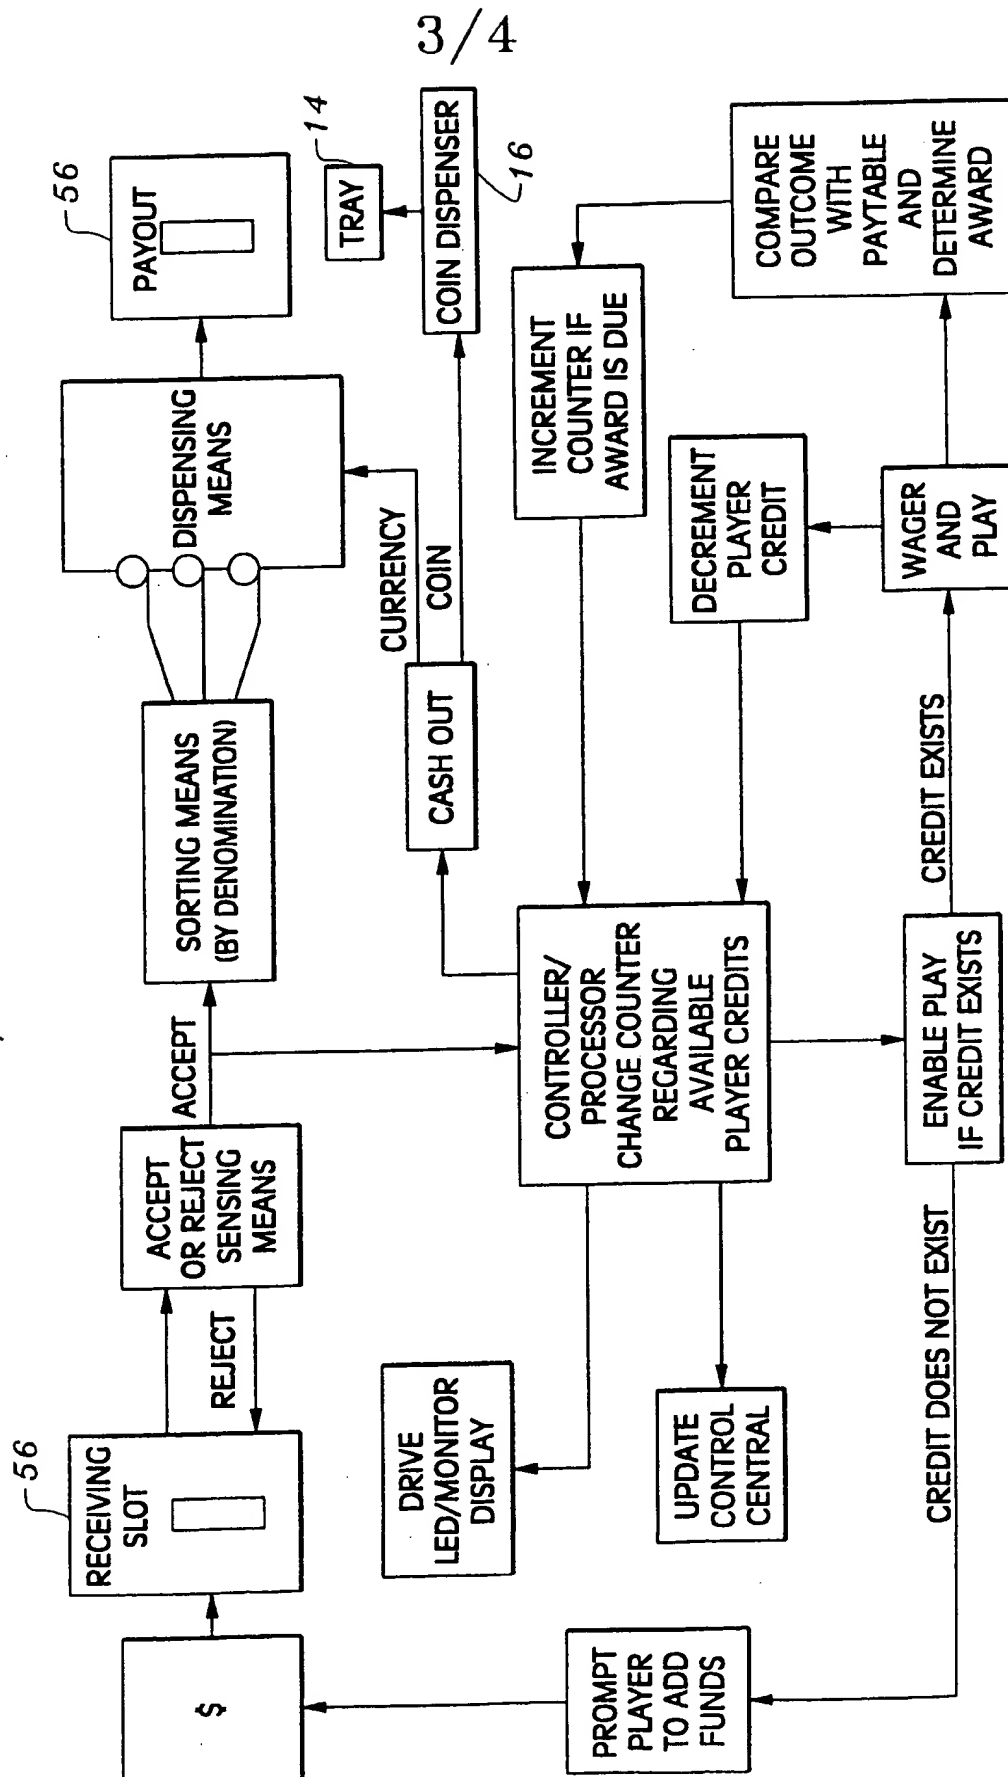 3/4
$
56
RECEIVING
SLOT
ACCEPT
OR REJECT
SENSING
MEANS
REJECT
ACCEPT
SORTING MEANS
(BY DENOMINATION)
DISPENSING
MEANS
56
PAYOUT
14
TRAY
COIN DISPENSER
16
CURRENCY
COIN
CASH OUT
DRIVE
LED/MONITOR
DISPLAY
CONTROLLER/
PROCESSOR
CHANGE COUNTER
REGARDING
AVAILABLE
PLAYER CREDITS
INCREMENT
COUNTER IF
AWARD IS DUE
DECREMENT
PLAYER
CREDIT
COMPARE
OUTCOME
WITH
PAYTABLE
AND
DETERMINE
AWARD
UPDATE
CONTROL
CENTRAL
PROMPT
PLAYER
TO ADD
FUNDS
CREDIT DOES NOT EXIST
ENABLE PLAY
IF CREDIT EXISTS
CREDIT EXISTS
WAGER
AND
PLAY